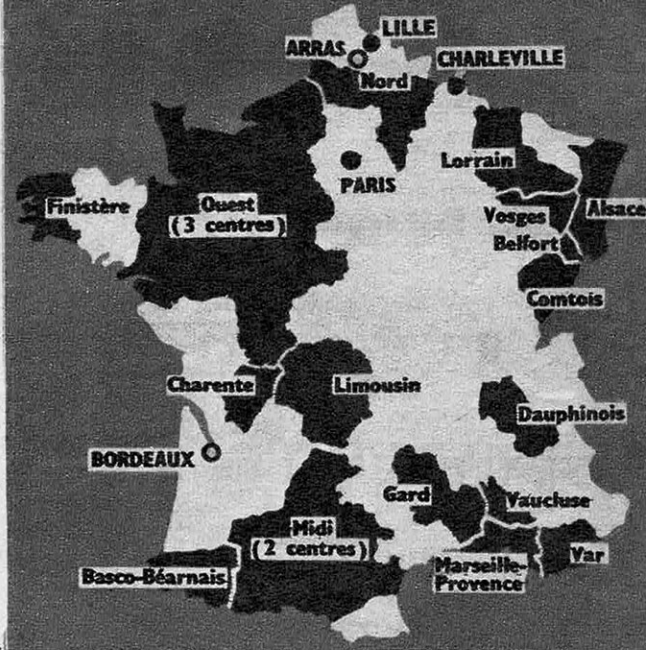 LILLE
ARRAS
CHARLEVILLE
Nord
Lorrain
PARIS
Finistère
Ouest
(3 centres)
Vosges
Alsace
Belfort
Comtois
Charente
Limousin
Dauphinois
BORDEAUX
Gard
Vaucluse
Midi
(2 centres)
Var
Marseille-
Provence
Basco-Béarnais